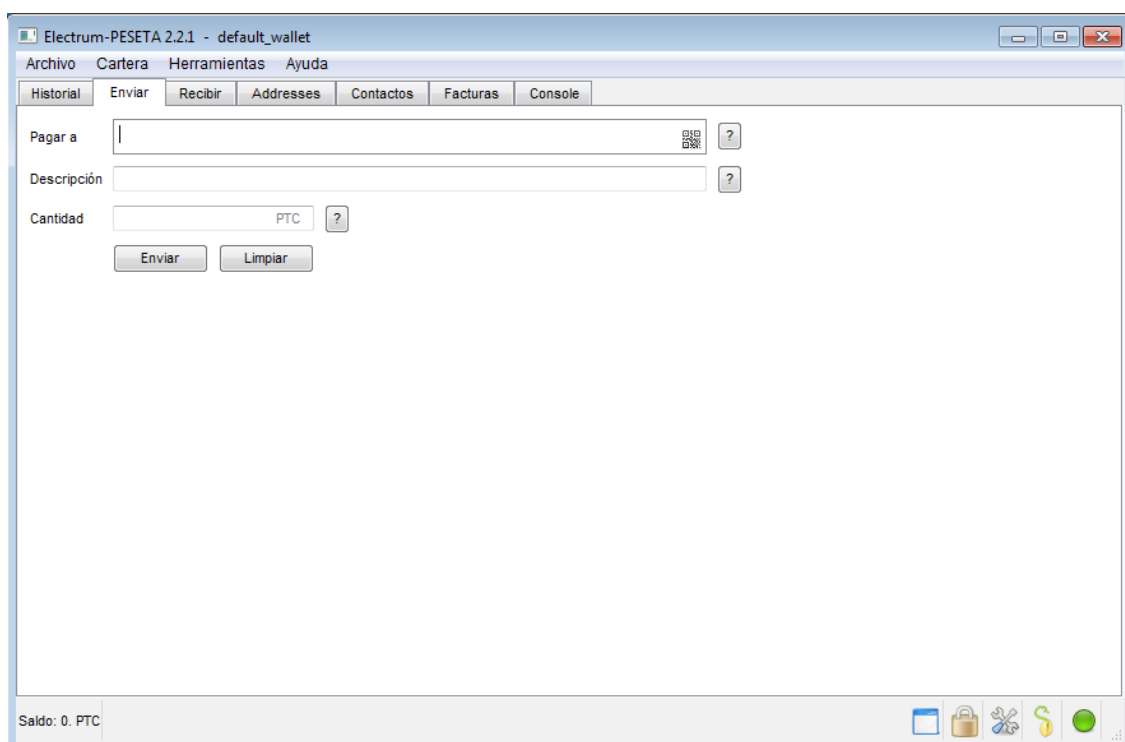 Electrum-PESETA 2.2.1 - default_wallet
Archivo Cartera Herramientas Ayuda
Historial Enviar Recibir Addresses Contactos Facturas Console
Pagar a ?
Descripción ?
Cantidad PTC ?
Enviar Limpiar
Saldo: 0. PTC